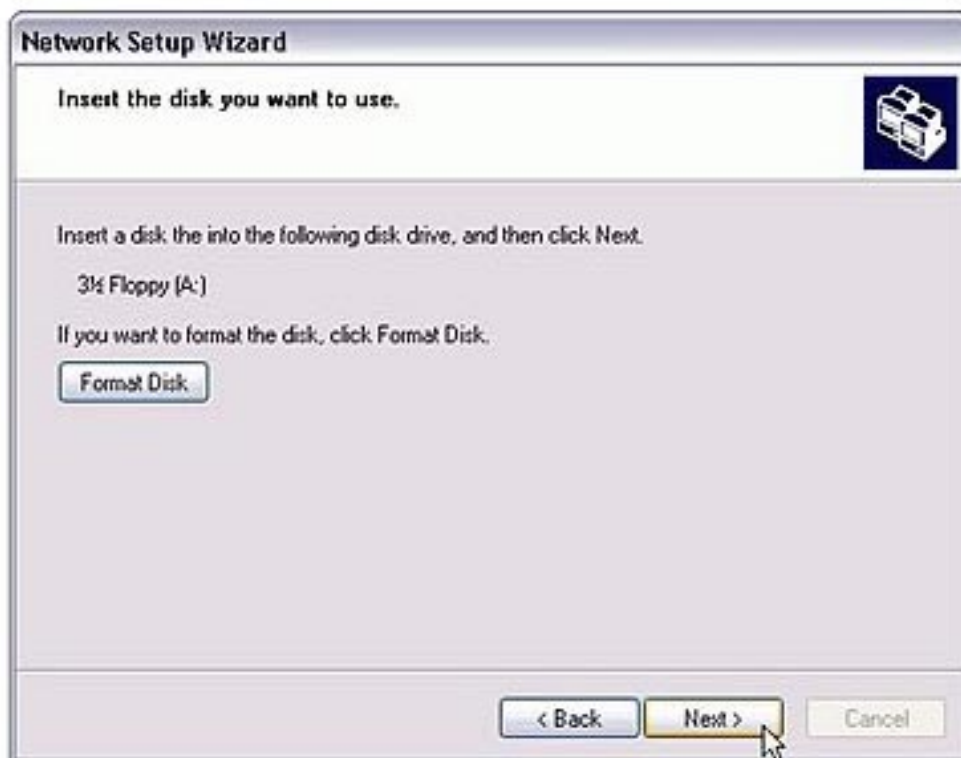 Network Setup Wizard
Insert the disk you want to use.
Insert a disk the into the following disk drive, and then click Next.
3½ Floppy (A:)
If you want to format the disk, click Format Disk.
Format Disk
< Back
Next >
Cancel